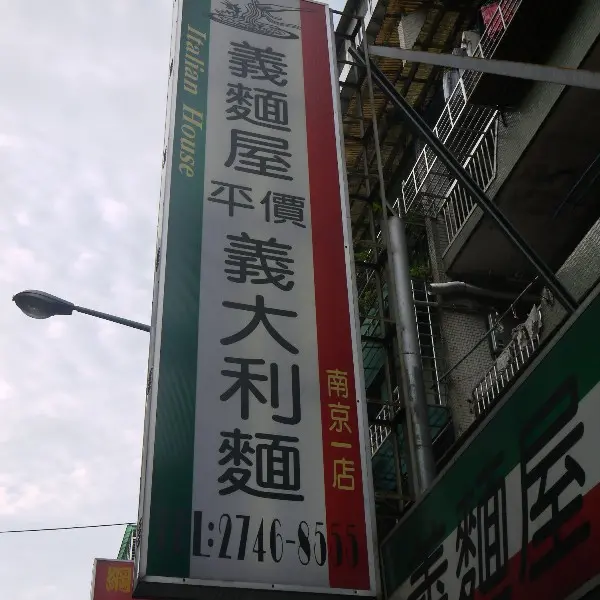 Italian House
義麵屋
平價
義大利麵
南京一店
TEL:2746-8555
義麵屋